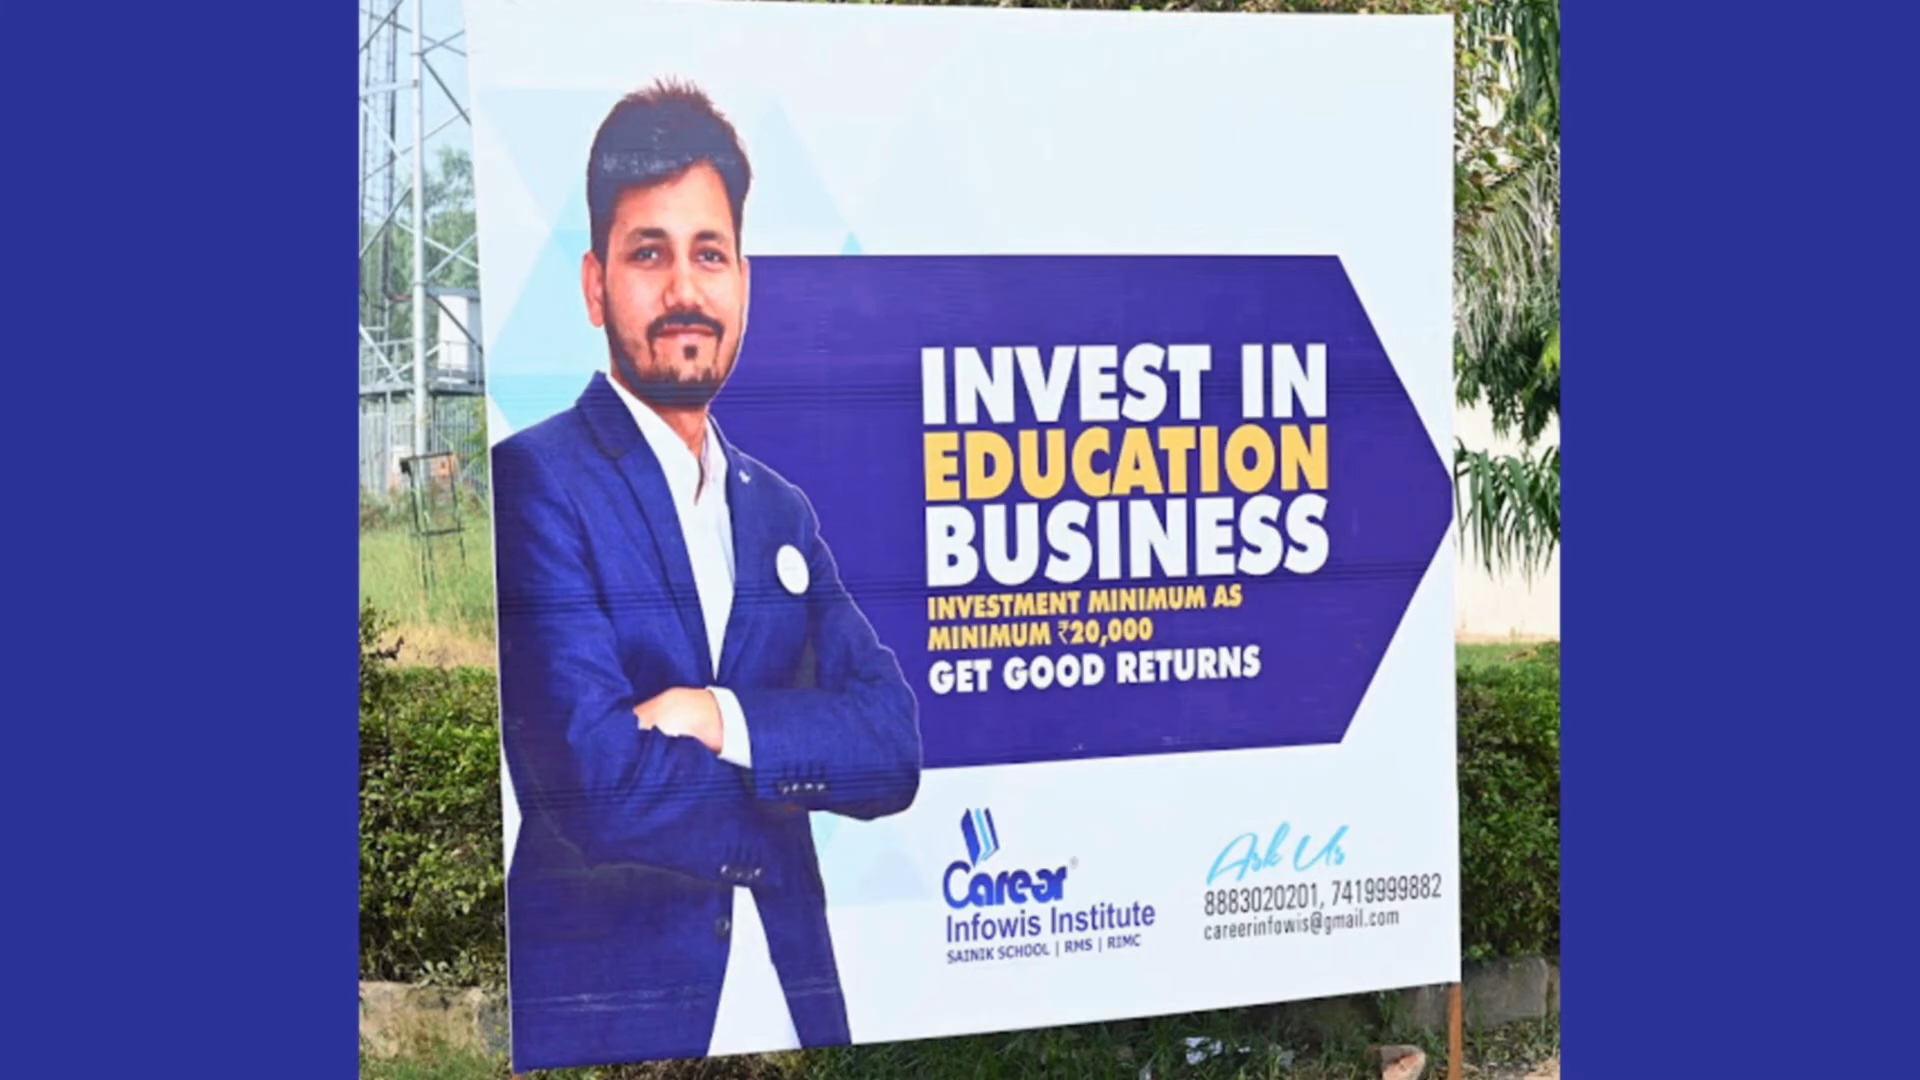 INVEST IN
EDUCATION
BUSINESS
INVESTMENT MINIMUM AS
MINIMUM ₹20,000
GET GOOD RETURNS
Career®
Infowis Institute
SAINIK SCHOOL | RMS | RIMC
Ask Us
8883020201, 7419999882
careerinfowis@gmail.com